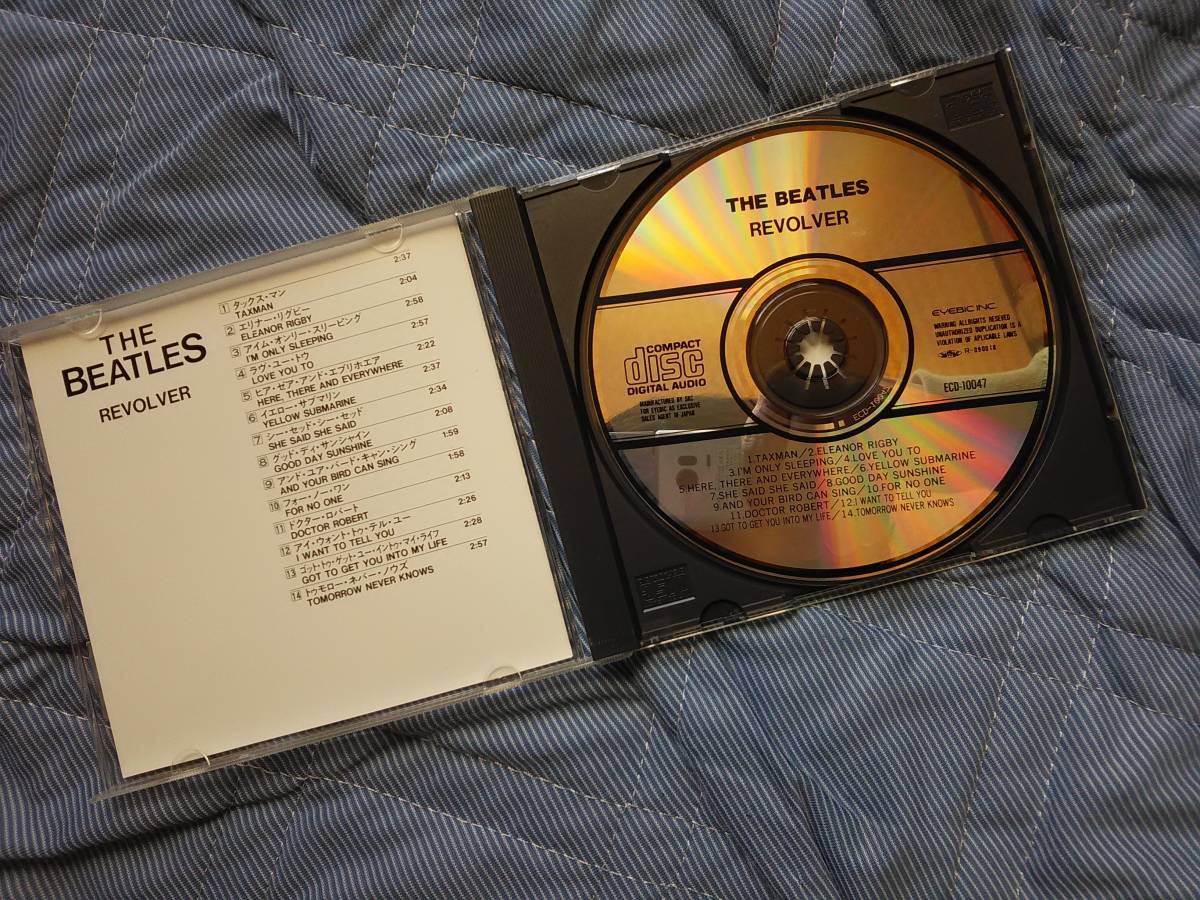 THE
BEATLES
REVOLVER
1 タックス・マン 2:37
TAXMAN
2 エリナー・リグビー 2:04
ELEANOR RIGBY
3 アイム・オンリー・スリーピング 2:58
I'M ONLY SLEEPING
4 ラヴ・ユー・トウ 2:57
LOVE YOU TO
5 ヒア・ゼア・アンド・エブリホエア 2:22
HERE, THERE AND EVERYWHERE
6 イエロー・サブマリン 2:37
YELLOW SUBMARINE
7 シー・セッド・シー・セッド 2:34
SHE SAID SHE SAID
8 グッド・デイ・サンシャイン 2:08
GOOD DAY SUNSHINE
9 アンド・ユア・バード・キャン・シング 1:59
AND YOUR BIRD CAN SING
10 フォー・ノー・ワン 1:58
FOR NO ONE
11 ドクター・ロバート 2:13
DOCTOR ROBERT
12 アイ・ウォント・トゥ・テル・ユー 2:26
I WANT TO TELL YOU
13 ゴット・トゥ・ゲット・ユー・イントゥ・マイ・ライフ 2:28
GOT TO GET YOU INTO MY LIFE
14 トゥモロー・ネバー・ノウズ 2:57
TOMORROW NEVER KNOWS
THE BEATLES
REVOLVER
COMPACT
disc
DIGITAL AUDIO
MANUFACTURED BY SRC
FOR EYEBIC AS EXCLUSIVE
SALES AGENT IN JAPAN
EYEBIC INC.
WARNING ALLRIGHTS RESEVED
UNAUTHORIZED DUPLICATION IS A
VIOLATION OF APLICABLE LAWS
ECD-10047
1.TAXMAN/2.ELEANOR RIGBY
3.I'M ONLY SLEEPING/4.LOVE YOU TO
5.HERE, THERE AND EVERYWHERE/6.YELLOW SUBMARINE
7.SHE SAID SHE SAID/8.GOOD DAY SUNSHINE
9.AND YOUR BIRD CAN SING/10.FOR NO ONE
11.DOCTOR ROBERT/12.I WANT TO TELL YOU
13.GOT TO GET YOU INTO MY LIFE/14.TOMORROW NEVER KNOWS